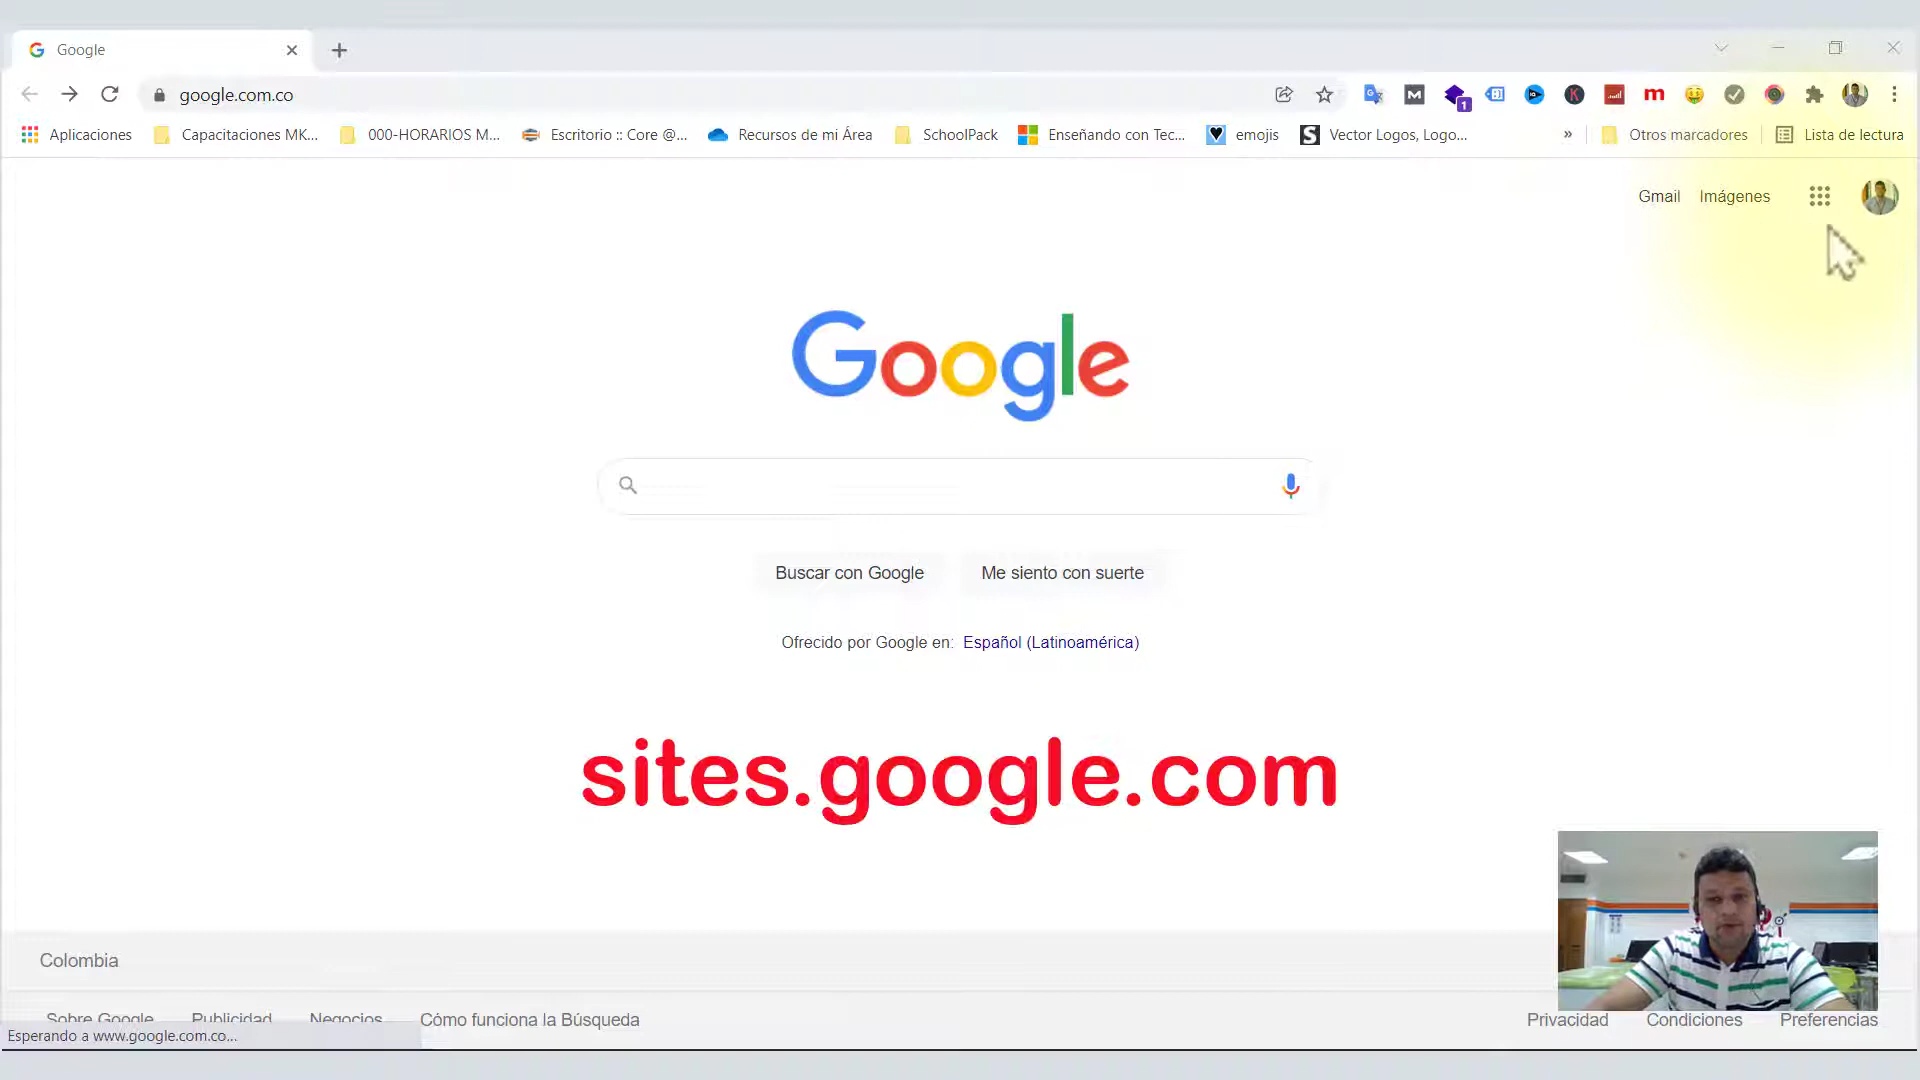 Google
google.com.co
1
Aplicaciones
Capacitaciones MK...
000-HORARIOS M...
Escritorio :: Core @...
Recursos de mi Área
SchoolPack
Enseñando con Tec...
emojis
Vector Logos, Logo...
»
Otros marcadores
Lista de lectura
Gmail
Imágenes
Google
Buscar con Google
Me siento con suerte
Ofrecido por Google en: Español (Latinoamérica)
sites.google.com
Colombia
Sobre Google
Publicidad
Negocios
Cómo funciona la Búsqueda
Privacidad
Condiciones
Preferencias
Esperando a www.google.com.co...